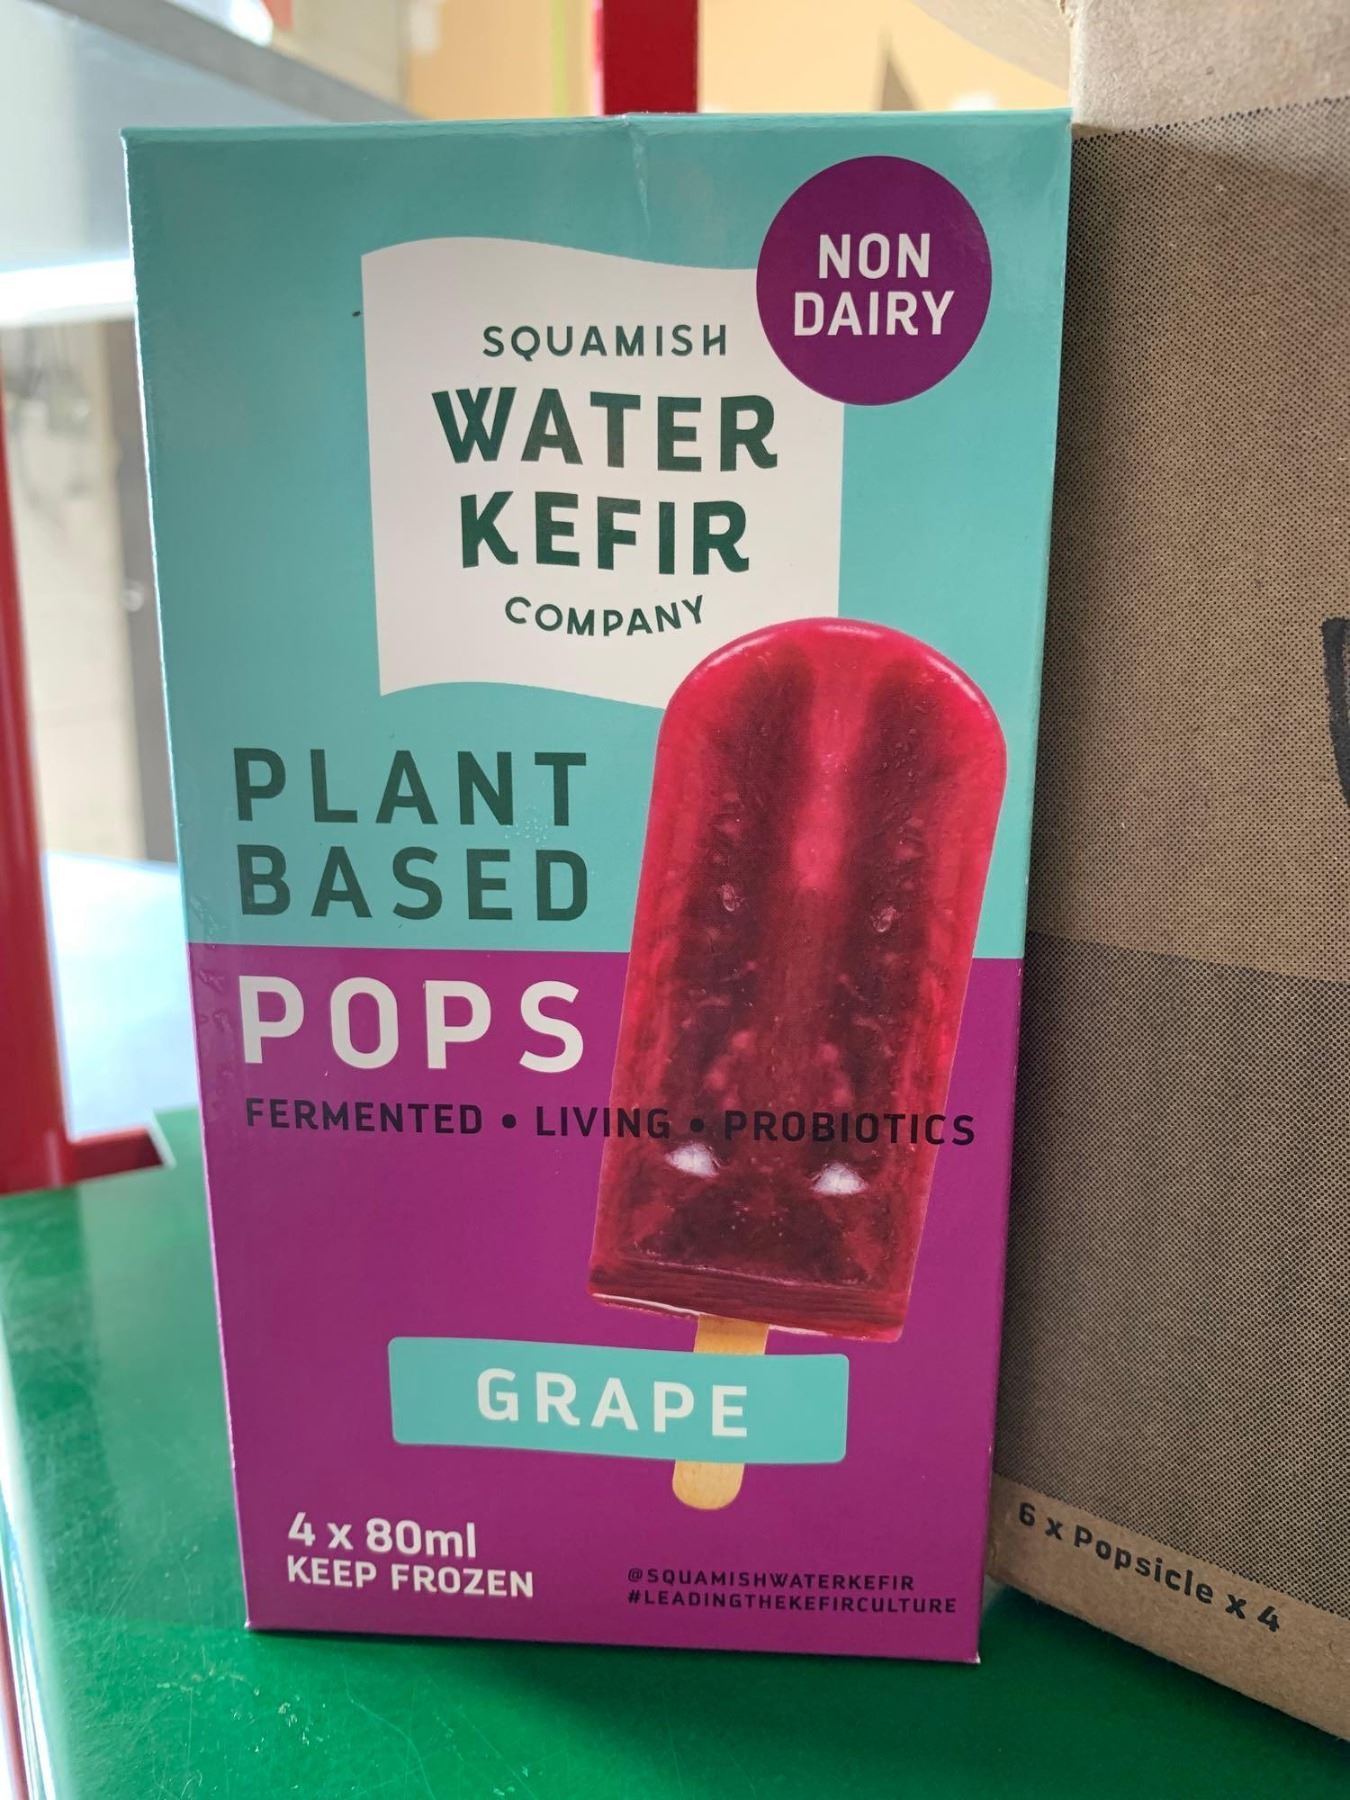 NON
DAIRY
SQUAMISH
WATER
KEFIR
COMPANY
PLANT
BASED
POPS
FERMENTED • LIVING • PROBIOTICS
GRAPE
4 x 80ml
KEEP FROZEN
@SQUAMISHWATERKEFIR
#LEADINGTHEKEFIRCULTURE
6 x Popsicle x 4